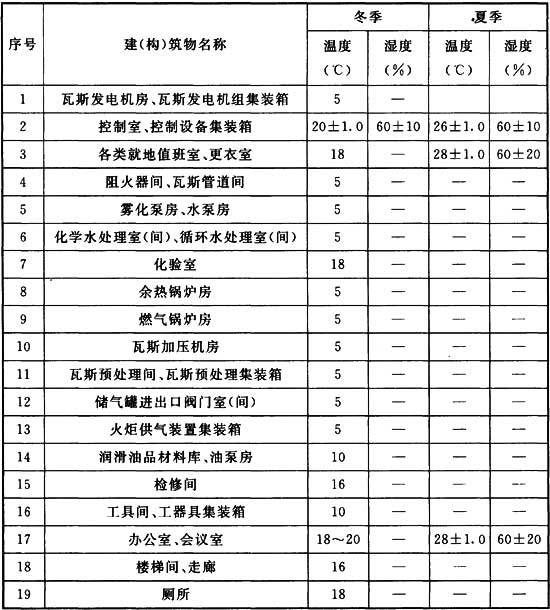 序号 建(构)筑物名称 冬季 夏季
温度(℃) 湿度(%) 温度(℃) 湿度(%)
1 瓦斯发电机房、瓦斯发电机组集装箱 5 —
2 控制室、控制设备集装箱 20±1.0 60±10 26±1.0 60±10
3 各类就地值班室、更衣室 18 — 28±1.0 60±20
4 阻火器间、瓦斯管道间 5 — — —
5 雾化泵房、水泵房 5 — — —
6 化学水处理室(间)、循环水处理室(间) 5 — — —
7 化验室 18 — — —
8 余热锅炉房 5 — — —
9 燃气锅炉房 5 — — —
10 瓦斯加压机房 5 — — —
11 瓦斯预处理间、瓦斯预处理集装箱 5 — — —
12 储气罐进出口阀门室(间) 5 — — —
13 火炬供气装置集装箱 5 — — —
14 润滑油品材料库、油泵房 10 — — —
15 检修间 16 — — —
16 工具间、工器具集装箱 10 — — —
17 办公室、会议室 18~20 — 28±1.0 60±20
18 楼梯间、走廊 16 — — —
19 厕所 18 — — —